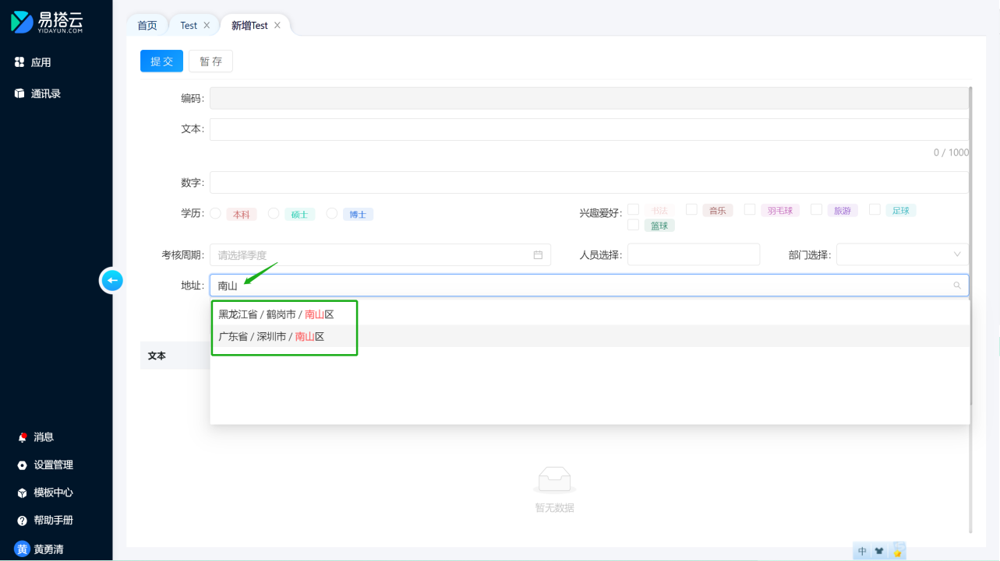 易搭云
YIDAYUN.COM
应用
通讯录
消息
设置管理
模板中心
帮助手册
黄 黄勇清
首页 Test 新增Test
提交 暂存
编码:
文本:
0 / 1000
数字:
学历: 本科 硕士 博士
兴趣爱好: 书法 音乐 羽毛球 旅游 足球
篮球
考核周期: 请选择季度 人员选择: 部门选择:
地址: 南山
黑龙江省 / 鹤岗市 / 南山区
广东省 / 深圳市 / 南山区
文本
暂无数据
中